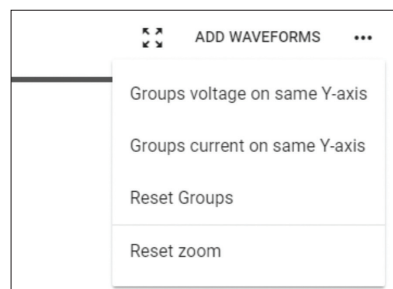 ADD WAVEFORMS
Groups voltage on same Y-axis
Groups current on same Y-axis
Reset Groups
Reset zoom